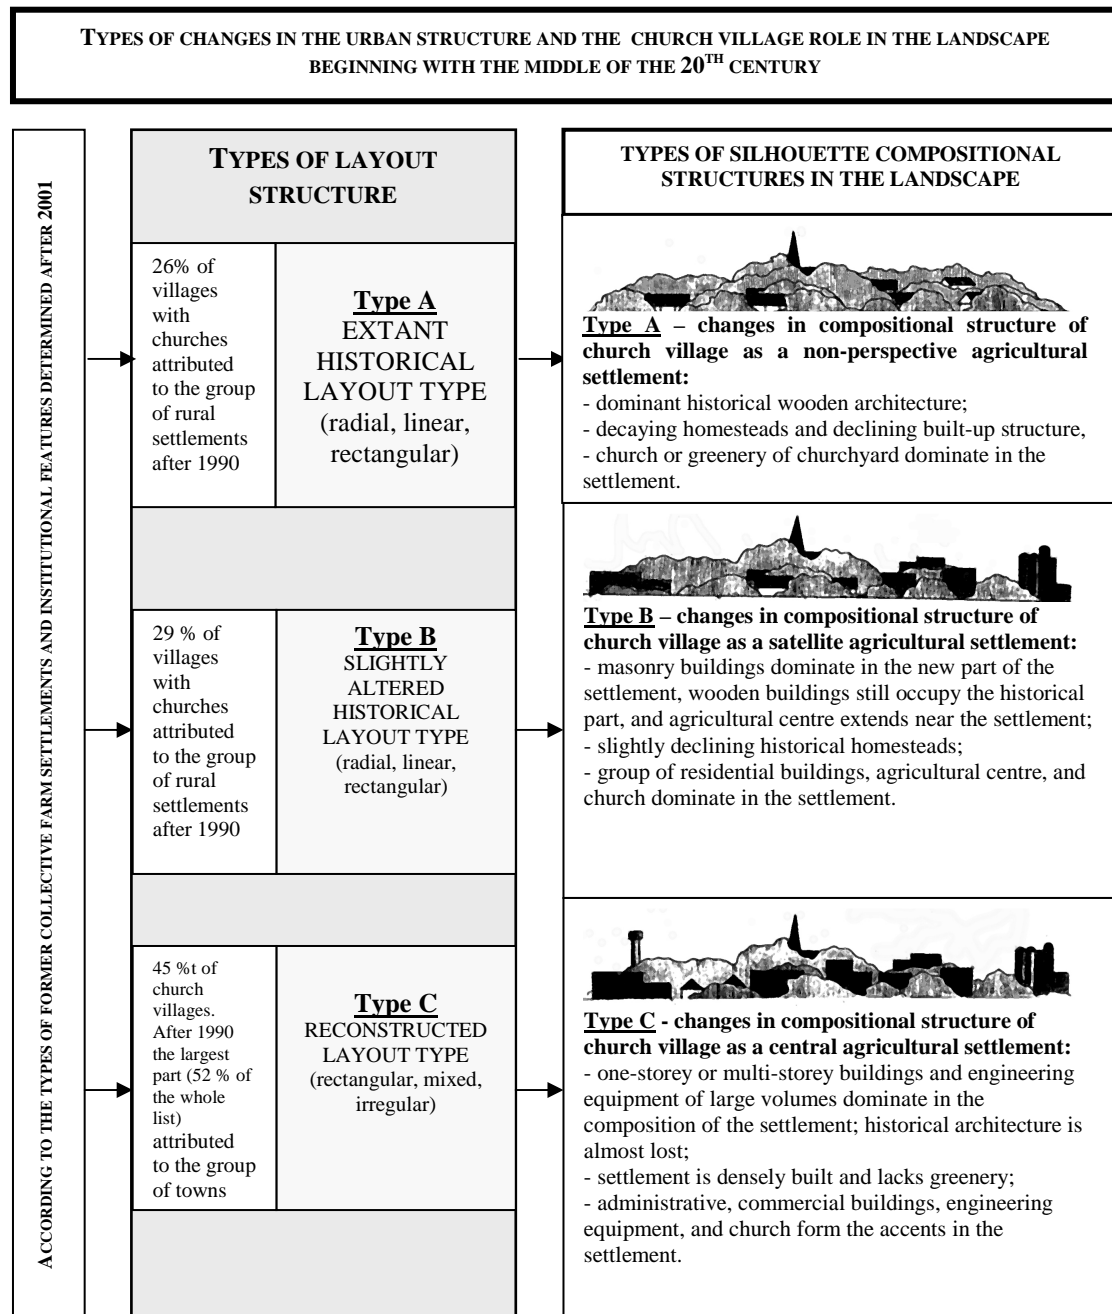 TYPES OF CHANGES IN THE URBAN STRUCTURE AND THE CHURCH VILLAGE ROLE IN THE LANDSCAPE
BEGINNING WITH THE MIDDLE OF THE 20TH CENTURY
ACCORDING TO THE TYPES OF FORMER COLLECTIVE FARM SETTLEMENTS AND INSTITUTIONAL FEATURES DETERMINED AFTER 2001
TYPES OF LAYOUT
STRUCTURE
26% of
villages
with
churches
attributed
to the group
of rural
settlements
after 1990
Type A
EXTANT
HISTORICAL
LAYOUT TYPE
(radial, linear,
rectangular)
29 % of
villages
with
churches
attributed
to the group
of rural
settlements
after 1990
Type B
SLIGHTLY
ALTERED
HISTORICAL
LAYOUT TYPE
(radial, linear,
rectangular)
45 %t of
church
villages.
After 1990
the largest
part (52 % of
the whole
list)
attributed
to the group
of towns
Type C
RECONSTRUCTED
LAYOUT TYPE
(rectangular, mixed,
irregular)
TYPES OF SILHOUETTE COMPOSITIONAL
STRUCTURES IN THE LANDSCAPE
Type A – changes in compositional structure of
church village as a non-perspective agricultural
settlement:
- dominant historical wooden architecture;
- decaying homesteads and declining built-up structure,
- church or greenery of churchyard dominate in the
settlement.
Type B – changes in compositional structure of
church village as a satellite agricultural settlement:
- masonry buildings dominate in the new part of the
settlement, wooden buildings still occupy the historical
part, and agricultural centre extends near the settlement;
- slightly declining historical homesteads;
- group of residential buildings, agricultural centre, and
church dominate in the settlement.
Type C - changes in compositional structure of
church village as a central agricultural settlement:
- one-storey or multi-storey buildings and engineering
equipment of large volumes dominate in the
composition of the settlement; historical architecture is
almost lost;
- settlement is densely built and lacks greenery;
- administrative, commercial buildings, engineering
equipment, and church form the accents in the
settlement.